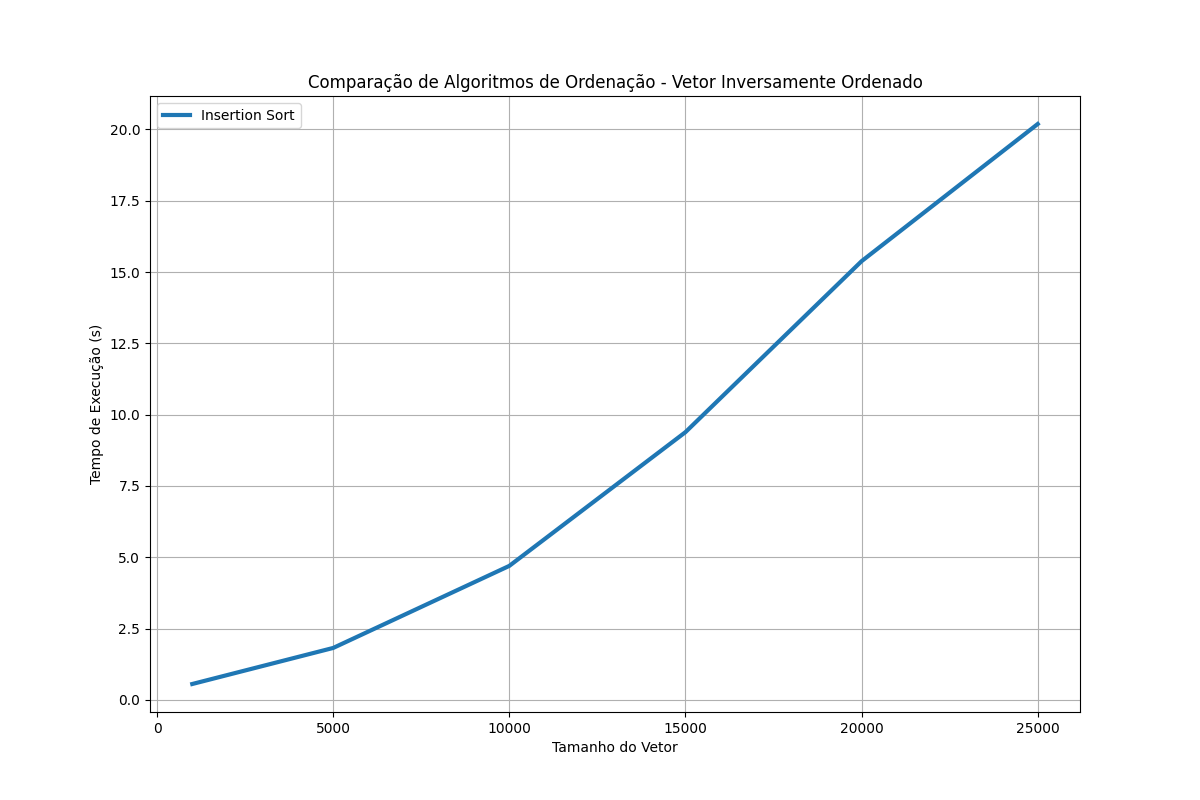 Comparação de Algoritmos de Ordenação - Vetor Inversamente Ordenado
Insertion Sort
20.0
17.5
15.0
12.5
10.0
7.5
5.0
2.5
0.0
Tempo de Execução (s)
0 5000 10000 15000 20000 25000
Tamanho do Vetor